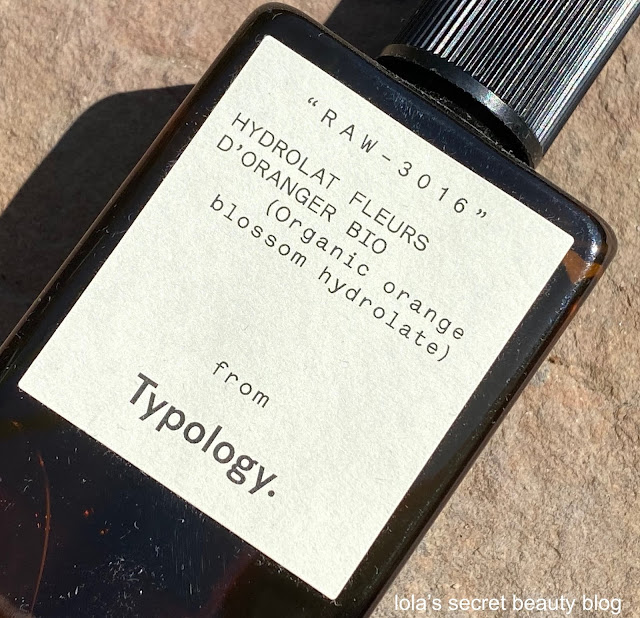 “RAW-3016”
HYDROLAT FLEURS
D’ORANGER BIO
(Organic orange
blossom hydrolate)
from
Typology.
lola's secret beauty blog